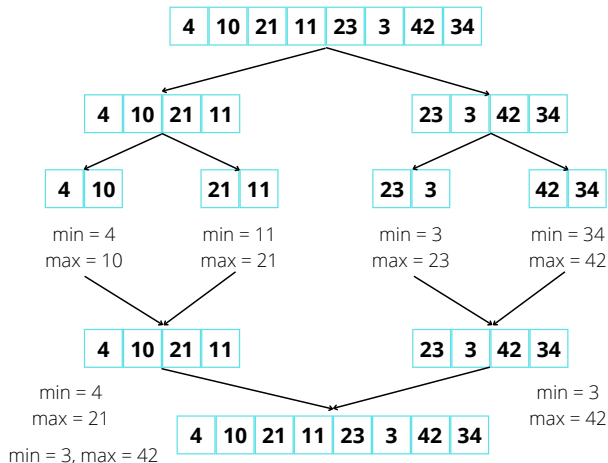 4 10 21 11 23 3 42 34
4 10 21 11
23 3 42 34
4 10
21 11
23 3
42 34
min = 4
max = 10
min = 11
max = 21
min = 3
max = 23
min = 34
max = 42
4 10 21 11
23 3 42 34
min = 4
max = 21
min = 3
max = 42
4 10 21 11 23 3 42 34
min = 3, max = 42